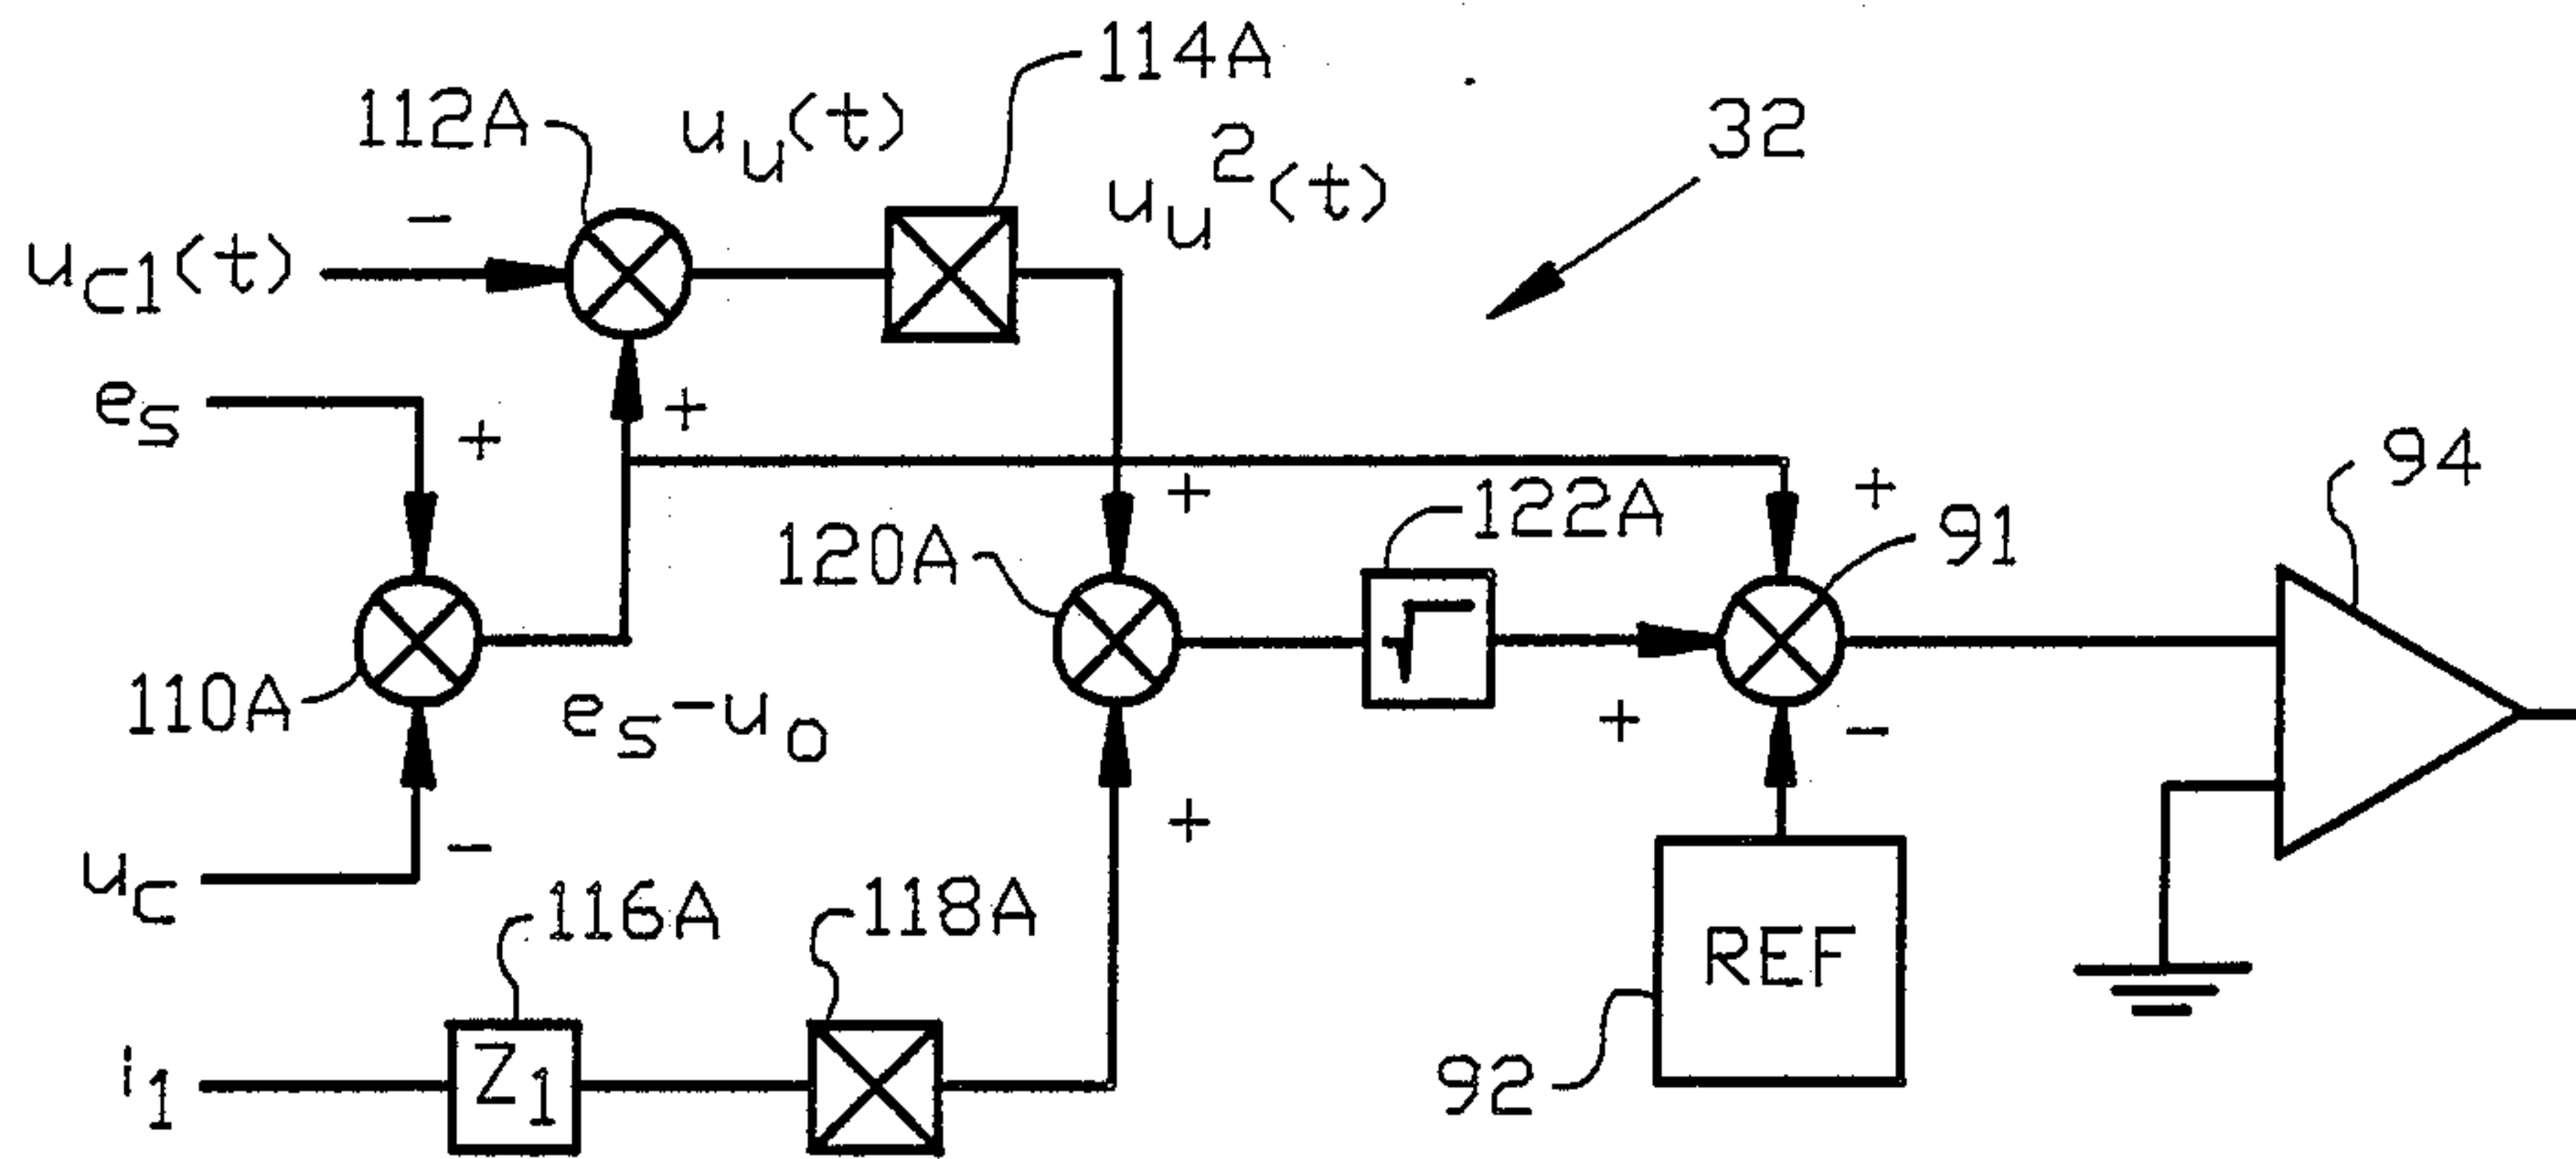 114A
112A
u_u(t)
32
u_u^2(t)
-
u_C1(t)
e_S
+
+
94
+
+
122A
91
120A
110A
e_S-u_0
+
-
u_C
-
+
116A
118A
REF
i_1
Z_1
92